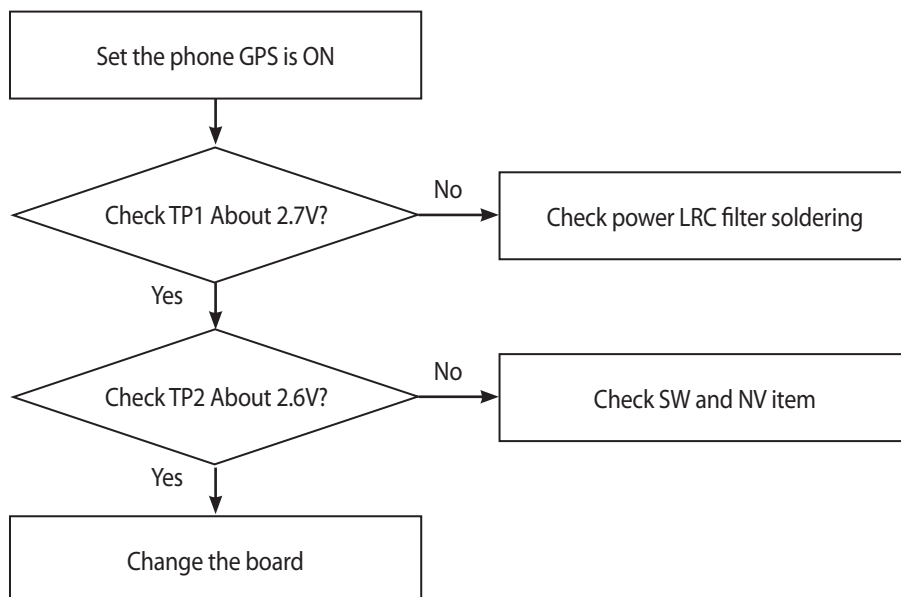 Set the phone GPS is ON
Check TP1 About 2.7V?
No
Check power LRC filter soldering
Yes
Check TP2 About 2.6V?
No
Check SW and NV item
Yes
Change the board